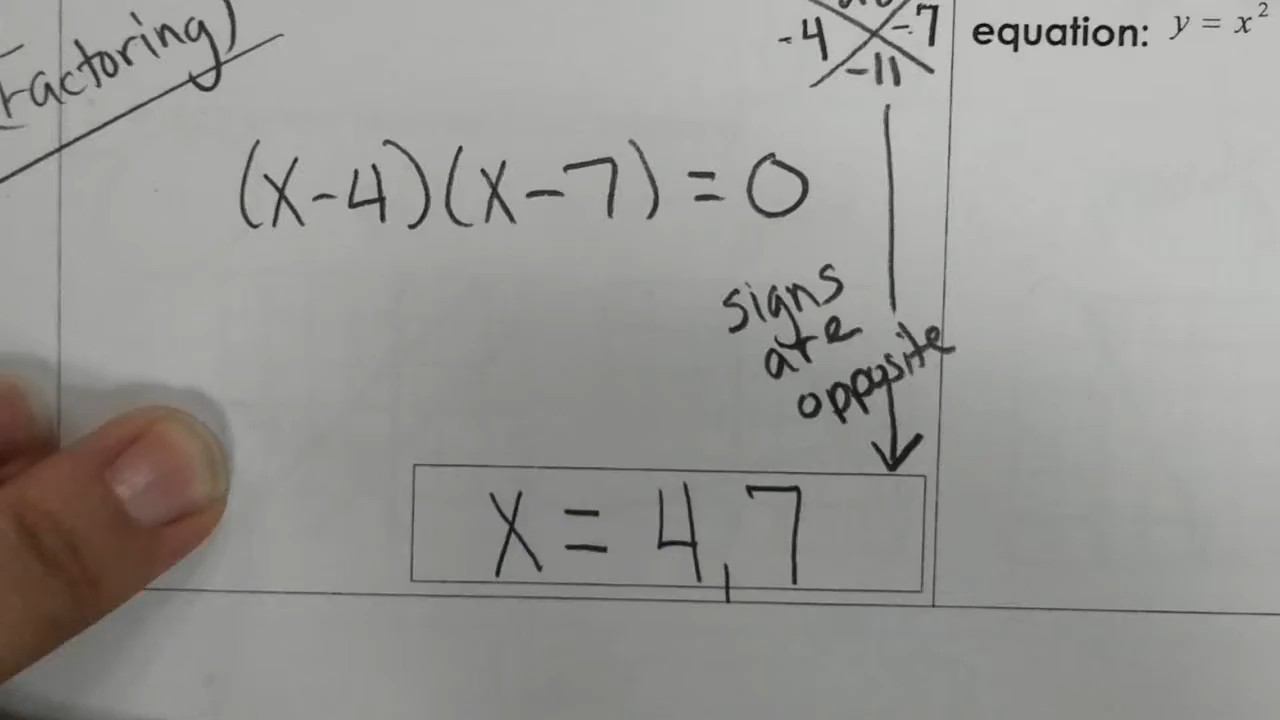 Factoring)
-4 -7
-11
equation: y = x²
(x-4)(x-7) = 0
signs
are
opposite
x = 4,7